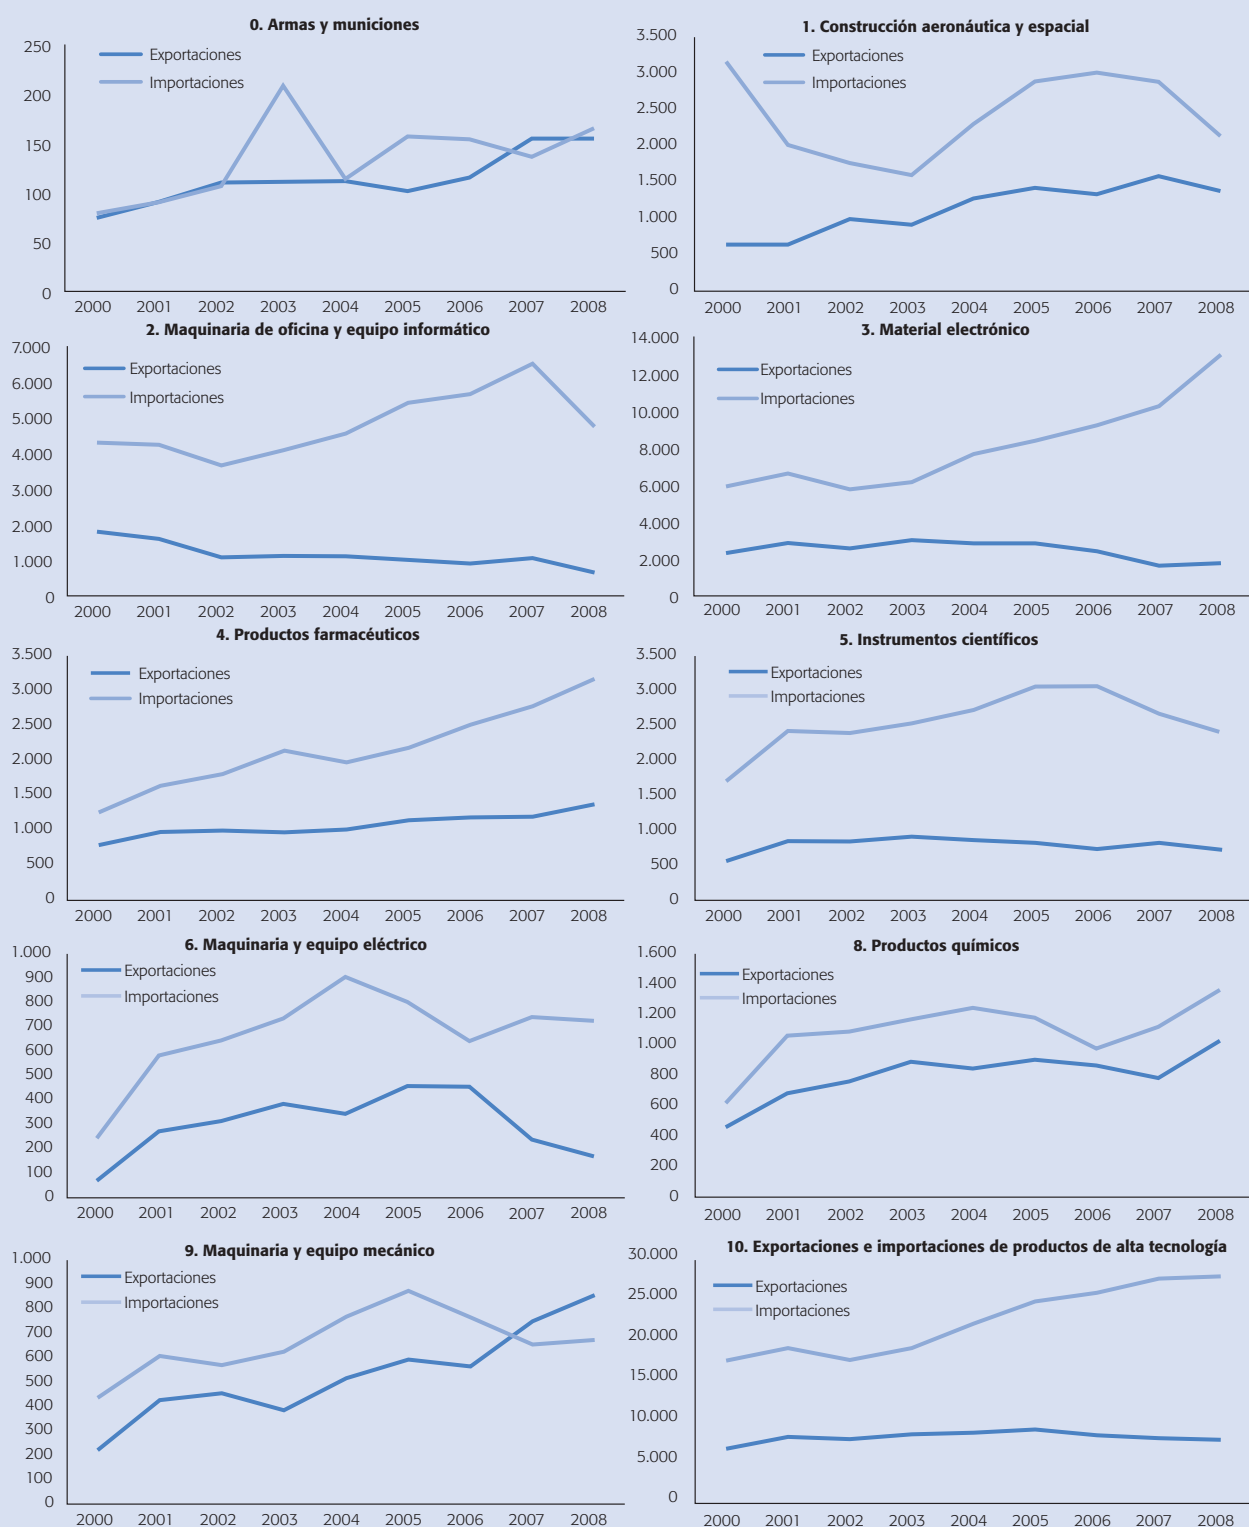 0. Armas y municiones
Exportaciones
Importaciones
250
200
150
100
50
0
2000 2001 2002 2003 2004 2005 2006 2007 2008
1. Construcción aeronáutica y espacial
Exportaciones
Importaciones
3.500
3.000
2.500
2.000
1.500
1.000
500
0
2000 2001 2002 2003 2004 2005 2006 2007 2008
2. Maquinaria de oficina y equipo informático
Exportaciones
Importaciones
7.000
6.000
5.000
4.000
3.000
2.000
1.000
0
2000 2001 2002 2003 2004 2005 2006 2007 2008
3. Material electrónico
Exportaciones
Importaciones
14.000
12.000
10.000
8.000
6.000
4.000
2.000
0
2000 2001 2002 2003 2004 2005 2006 2007 2008
4. Productos farmacéuticos
Exportaciones
Importaciones
3.500
3.000
2.500
2.000
1.500
1.000
500
0
2000 2001 2002 2003 2004 2005 2006 2007 2008
5. Instrumentos científicos
Exportaciones
Importaciones
3.500
3.000
2.500
2.000
1.500
1.000
500
0
2000 2001 2002 2003 2004 2005 2006 2007 2008
6. Maquinaria y equipo eléctrico
Exportaciones
Importaciones
1.000
900
800
700
600
500
400
300
200
100
0
2000 2001 2002 2003 2004 2005 2006 2007 2008
8. Productos químicos
Exportaciones
Importaciones
1.600
1.400
1.200
1.000
800
600
400
200
0
2000 2001 2002 2003 2004 2005 2006 2007 2008
9. Maquinaria y equipo mecánico
Exportaciones
Importaciones
1.000
900
800
700
600
500
400
300
200
100
0
2000 2001 2002 2003 2004 2005 2006 2007 2008
10. Exportaciones e importaciones de productos de alta tecnología
Exportaciones
Importaciones
30.000
25.000
20.000
15.000
10.000
5.000
0
2000 2001 2002 2003 2004 2005 2006 2007 2008